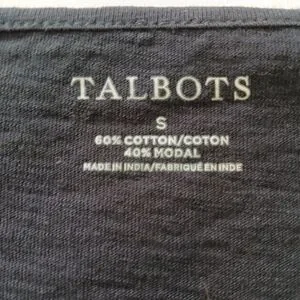 TALBOTS
S
60% COTTON/COTON
40% MODAL
MADE IN INDIA/FABRIQUÉ EN INDE